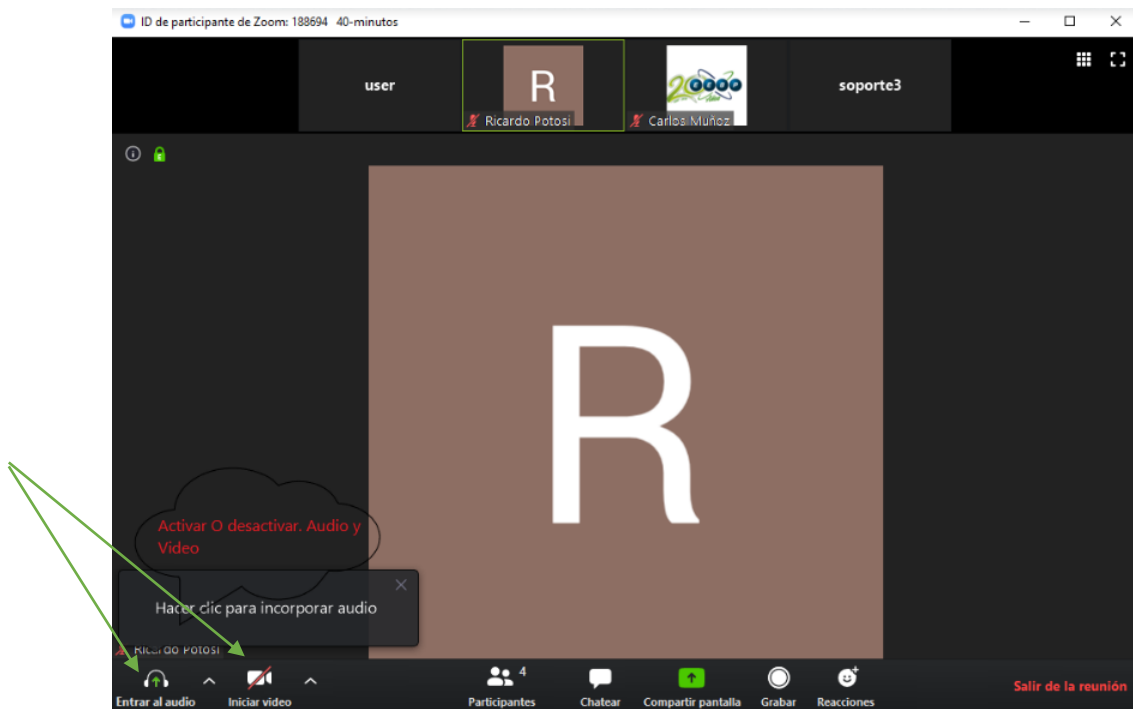 ID de participante de Zoom: 188694 40-minutos
user
R
Ricardo Potosi
20
Carlos Muñoz
soporte3
R
Activar O desactivar. Audio y
Video
Hacer clic para incorporar audio
Ricardo Potosi
4
Entrar al audio
Iniciar video
Participantes
Chatear
Compartir pantalla
Grabar
Reacciones
Salir de la reunión